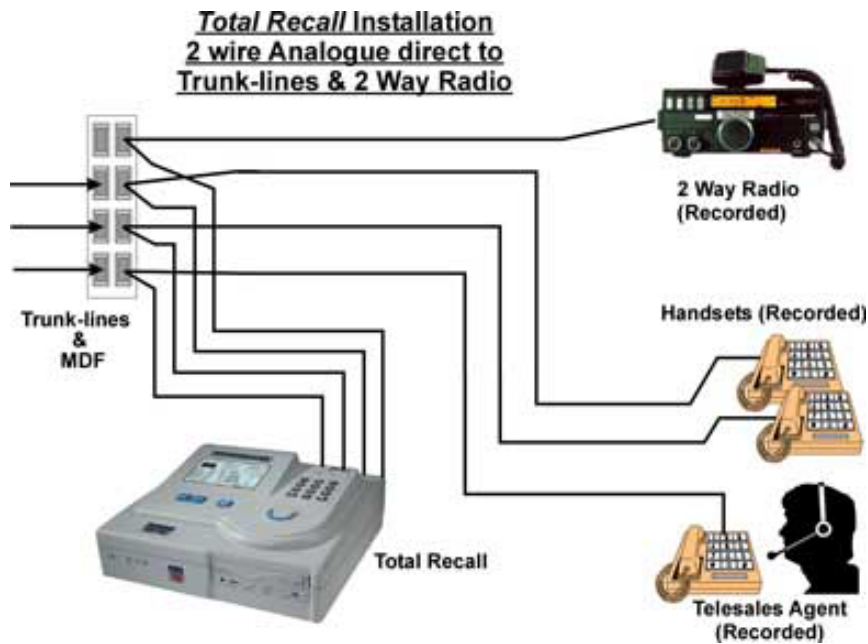 Total Recall Installation
2 wire Analogue direct to
Trunk-lines & 2 Way Radio
2 Way Radio
(Recorded)
Trunk-lines
&
MDF
Handsets (Recorded)
Total Recall
Telesales Agent
(Recorded)